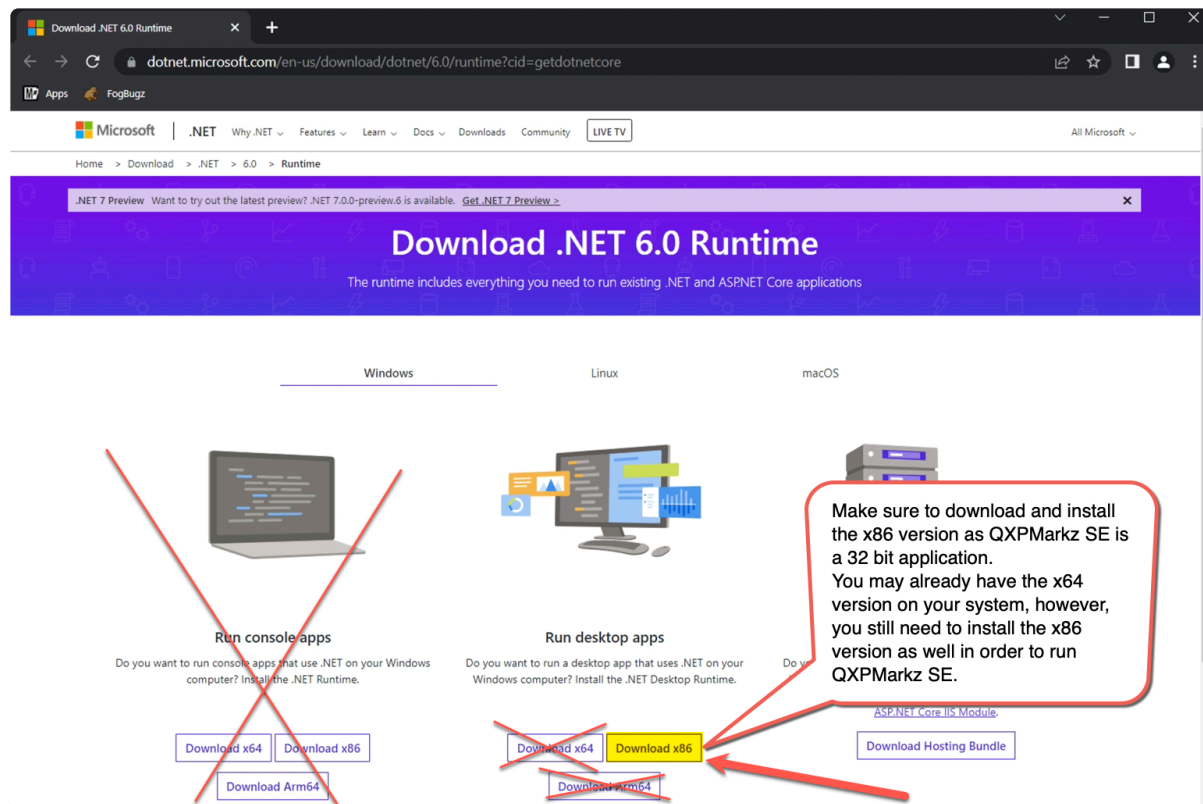 Download .NET 6.0 Runtime
dotnet.microsoft.com/en-us/download/dotnet/6.0/runtime?cid=getdotnetcore
Apps FogBugz
Microsoft .NET Why .NET Features Learn Docs Downloads Community LIVE TV All Microsoft
Home > Download > .NET > 6.0 > Runtime
.NET 7 Preview Want to try out the latest preview? .NET 7.0.0-preview.6 is available. Get .NET 7 Preview >
Download .NET 6.0 Runtime
The runtime includes everything you need to run existing .NET and ASP.NET Core applications
Windows Linux macOS
Make sure to download and install
the x86 version as QXPMarkz SE is
a 32 bit application.
You may already have the x64
version on your system, however,
you still need to install the x86
version as well in order to run
QXPMarkz SE.
Run console apps
Do you want to run console apps that use .NET on your Windows
computer? Install the .NET Runtime.
Download x64 Download x86
Download Arm64
Run desktop apps
Do you want to run a desktop app that uses .NET on your
Windows computer? Install the .NET Desktop Runtime.
Download x64 Download x86
Download Arm64
ASP.NET Core IIS Module.
Download Hosting Bundle